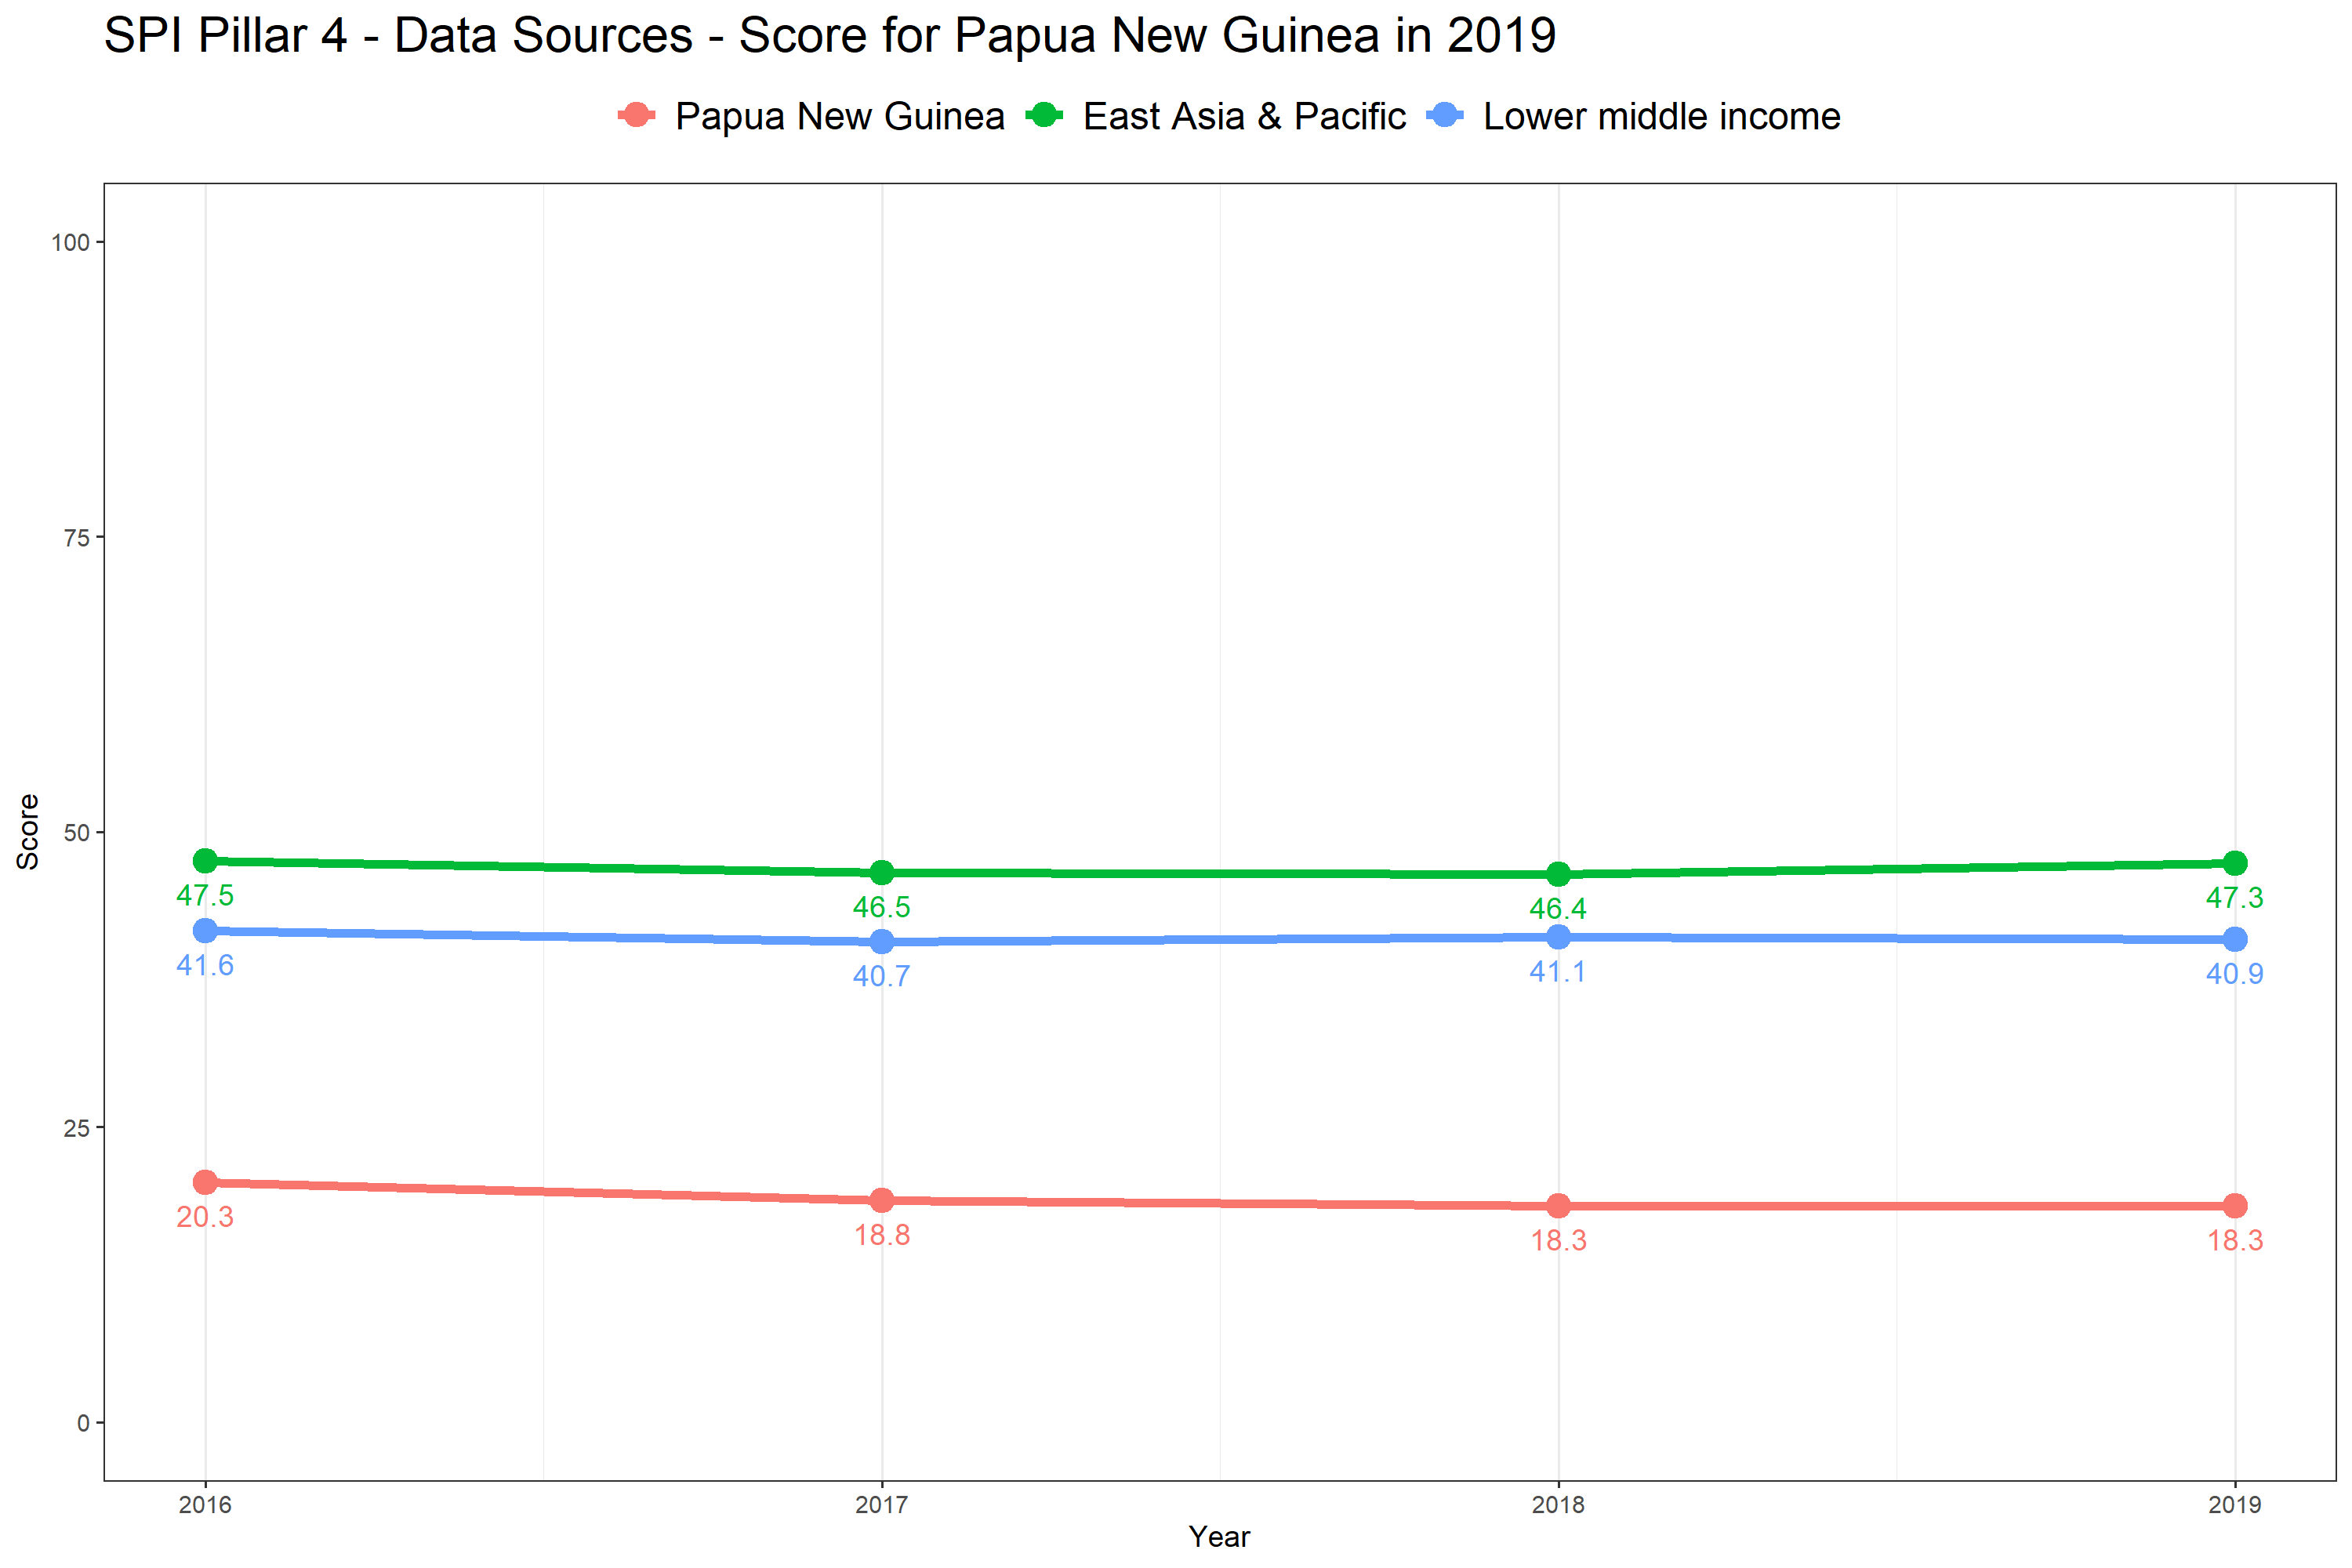 SPI Pillar 4 - Data Sources - Score for Papua New Guinea in 2019
Papua New Guinea East Asia & Pacific Lower middle income
100
75
50
25
0
Score
47.5 46.5 46.4 47.3
41.6 40.7 41.1 40.9
20.3 18.8 18.3 18.3
2016 2017 2018 2019
Year